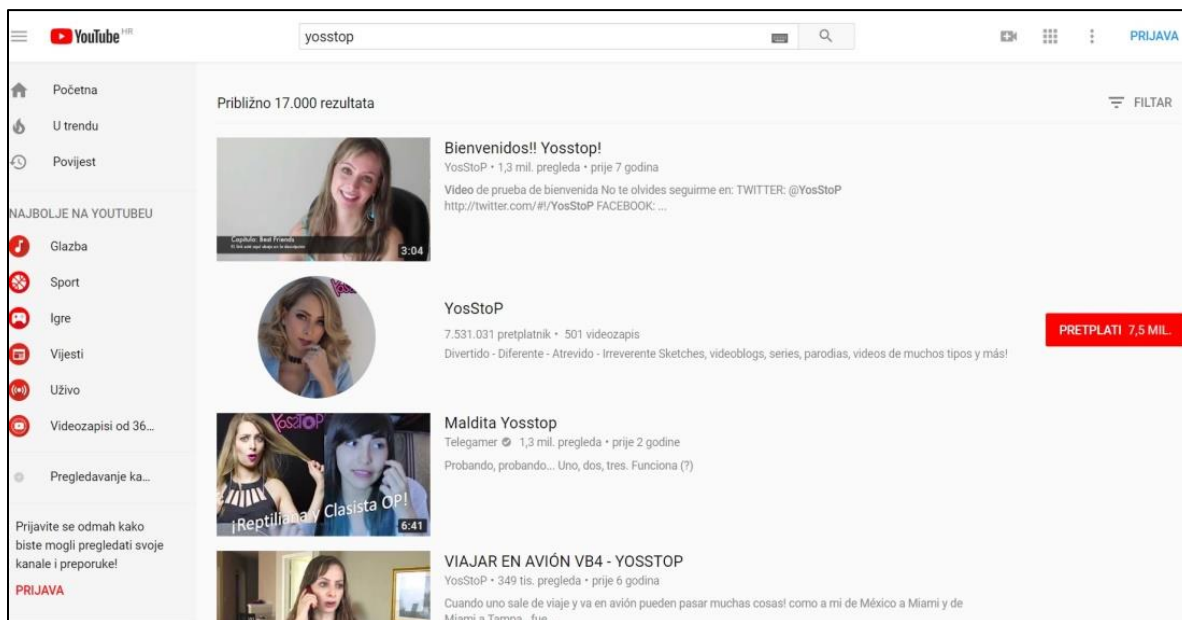 YouTube HR
yosstop
PRIJAVA
Početna
U trendu
Povijest
NAJBOLJE NA YOUTUBEU
Glazba
Sport
Igre
Vijesti
Uživo
Videozapisi od 36...
Pregledavanje ka...
Prijavite se odmah kako
biste mogli pregledati svoje
kanale i preporuke!
PRIJAVA
Približno 17.000 rezultata
FILTAR
Capitulo: Best Friends
3:04
Bienvenidos!! Yosstop!
YosStoP • 1,3 mil. pregleda • prije 7 godina
Video de prueba de bienvenida No te olvides seguirme en: TWITTER: @YosStoP
http://twitter.com/#!/YosStoP FACEBOOK: ...
YosStoP
7.531.031 pretplatnik • 501 videozapis
Divertido - Diferente - Atrevido - Irreverente Sketches, videoblogs, series, parodias, videos de muchos tipos y más!
PRETPLATI 7,5 MIL.
YosStoP
¡Reptiliana y Clasista OP!
6:41
Maldita Yosstop
Telegamer 1,3 mil. pregleda • prije 2 godine
Probando, probando... Uno, dos, tres. Funciona (?)
VIAJAR EN AVIÓN VB4 - YOSSTOP
YosStoP • 349 tis. pregleda • prije 6 godina
Cuando uno sale de viaje y va en avión pueden pasar muchas cosas! como a mi de México a Miami y de
Miami a Tampa...fue